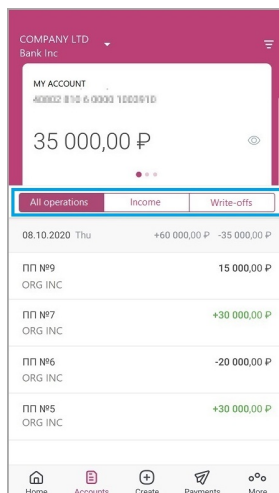 COMPANY LTD
Bank Inc
MY ACCOUNT
35 000,00 ₽
All operations Income Write-offs
08.10.2020 Thu +60 000,00 ₽ -35 000,00 ₽
ПП №9 15 000,00 ₽
ORG INC
ПП №7 +30 000,00 ₽
ORG INC
ПП №6 -20 000,00 ₽
ORG INC
ПП №5 +30 000,00 ₽
ORG INC
Home Accounts Create Payments More